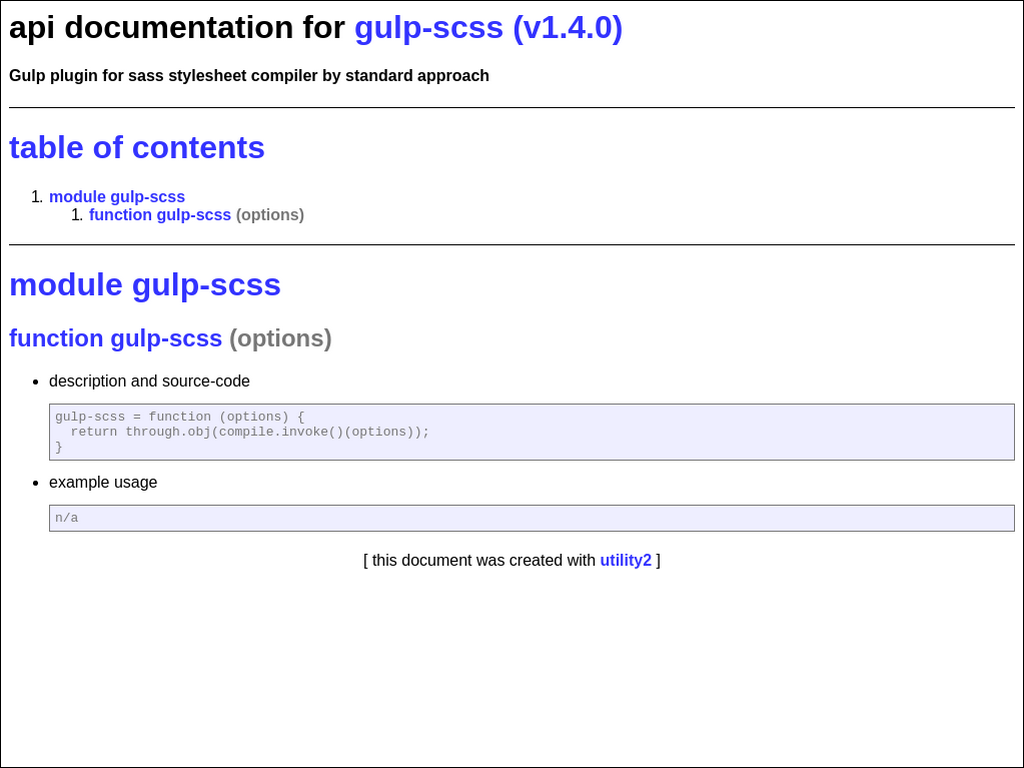 api documentation for gulp-scss (v1.4.0)
Gulp plugin for sass stylesheet compiler by standard approach
table of contents
1. module gulp-scss
1. function gulp-scss (options)
module gulp-scss
function gulp-scss (options)
• description and source-code
gulp-scss = function (options) {
  return through.obj(compile.invoke()(options));
}
• example usage
n/a
[ this document was created with utility2 ]